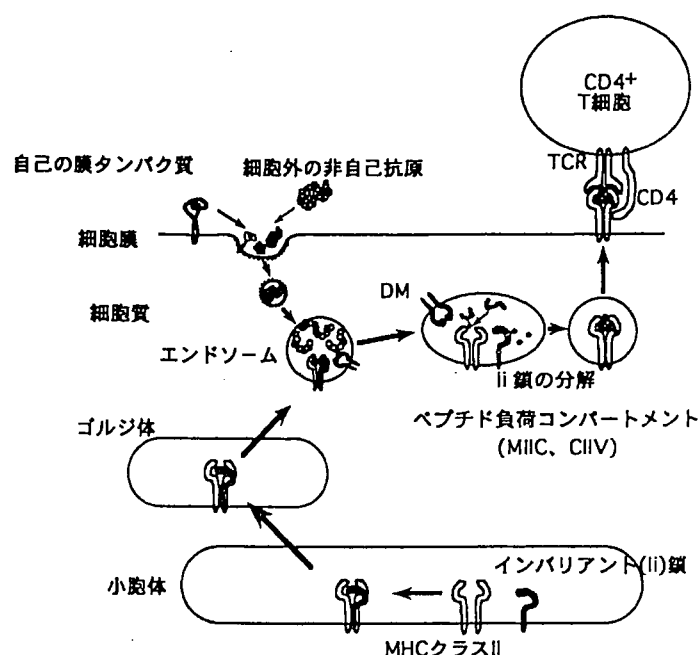 CD4+
T細胞
自己の膜タンパク質
細胞外の非自己抗原
TCR
CD4
細胞膜
細胞質
DM
エンドソーム
Ii鎖の分解
ペプチド負荷コンパートメント
(MIIC、CIIV)
ゴルジ体
インバリアント(Ii)鎖
小胞体
MHCクラスII